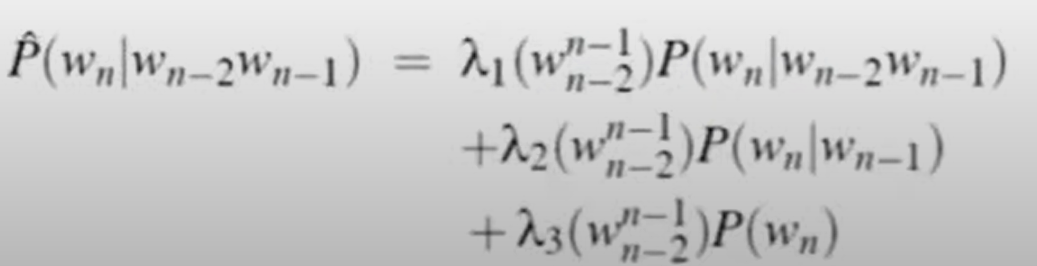 P̂(wₙ|wₙ₋₂wₙ₋₁) = λ₁(wₙ₋₂ⁿ⁻¹)P(wₙ|wₙ₋₂wₙ₋₁)
+λ₂(wₙ₋₂ⁿ⁻¹)P(wₙ|wₙ₋₁)
+ λ₃(wₙ₋₂ⁿ⁻¹)P(wₙ)